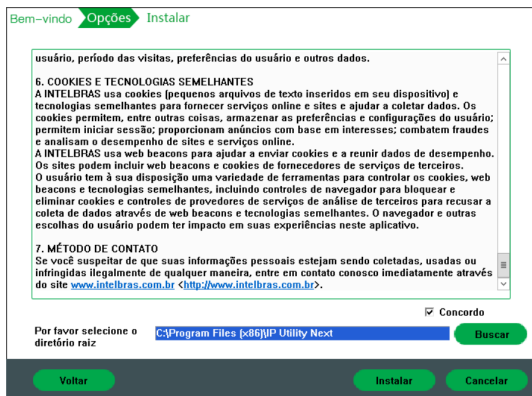 Bem-vindo Opções Instalar
usuário, período das visitas, preferências do usuário e outros dados.
6. COOKIES E TECNOLOGIAS SEMELHANTES
A INTELBRAS usa cookies (pequenos arquivos de texto inseridos em seu dispositivo) e
tecnologias semelhantes para fornecer serviços online e sites e ajudar a coletar dados. Os
cookies permitem, entre outras coisas, armazenar as preferências e configurações do usuário;
permitem iniciar sessão; proporcionam anúncios com base em interesses; combatem fraudes
e analisam o desempenho de sites e serviços online.
A INTELBRAS usa web beacons para ajudar a enviar cookies e a reunir dados de desempenho.
Os sites podem incluir web beacons e cookies de fornecedores de serviços de terceiros.
O usuário tem à sua disposição uma variedade de ferramentas para controlar os cookies, web
beacons e tecnologias semelhantes, incluindo controles de navegador para bloquear e
eliminar cookies e controles de provedores de serviços de análise de terceiros para recusar a
coleta de dados através de web beacons e tecnologias semelhantes. O navegador e outras
escolhas do usuário podem ter impacto em suas experiências neste aplicativo.
7. MÉTODO DE CONTATO
Se você suspeitar de que suas informações pessoais estejam sendo coletadas, usadas ou
infringidas ilegalmente de qualquer maneira, entre em contato conosco imediatamente através
do site www.intelbras.com.br <http://www.intelbras.com.br>.
Concordo
Por favor selecione o
diretório raiz
C:\Program Files (x86)\IP Utility Next
Buscar
Voltar Instalar Cancelar